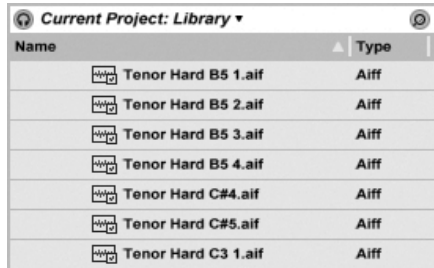 Current Project: Library ▾
Name Type
Tenor Hard B5 1.aif Aiff
Tenor Hard B5 2.aif Aiff
Tenor Hard B5 3.aif Aiff
Tenor Hard B5 4.aif Aiff
Tenor Hard C#4.aif Aiff
Tenor Hard C#5.aif Aiff
Tenor Hard C3 1.aif Aiff